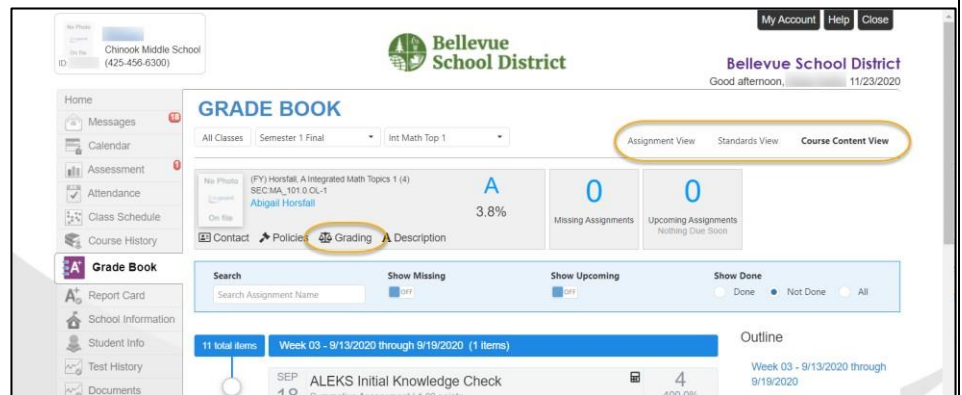 My Account Help Close
No Photo
On file
Chinook Middle School
ID: (425-456-6300)
Bellevue
School District
Bellevue School District
Good afternoon, 11/23/2020
Home
Messages
Calendar
Assessment
Attendance
Class Schedule
Course History
Grade Book
Report Card
School Information
Student Info
Test History
Documents
GRADE BOOK
All Classes Semester 1 Final Int Math Top 1
Assignment View Standards View Course Content View
No Photo
On file
(FY) Horsfall, A Integrated Math Topics 1 (4)
SEC:MA_101.0.OL-1
Abigail Horsfall
Contact Policies Grading Description
A
3.8%
0
Missing Assignments
0
Upcoming Assignments
Nothing Due Soon
Search Show Missing Show Upcoming Show Done
Search Assignment Name OFF OFF Done Not Done All
11 total items Week 03 - 9/13/2020 through 9/19/2020 (1 items)
SEP
18
ALEKS Initial Knowledge Check
4
Outline
Week 03 - 9/13/2020 through
9/19/2020